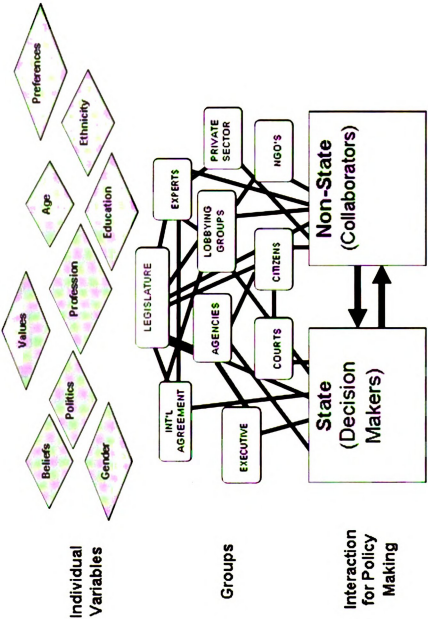 Individual
Variables
Beliefs
Gender
Politics
Values
Profession
Age
Education
Ethnicity
Preferences
Groups
EXECUTIVE
INT'L
AGREEMENT
AGENCIES
COURTS
LEGISLATURE
LOBBYING
GROUPS
CITIZENS
EXPERTS
PRIVATE
SECTOR
NGO'S
Interaction
for Policy
Making
State
(Decision
Makers)
Non-State
(Collaborators)